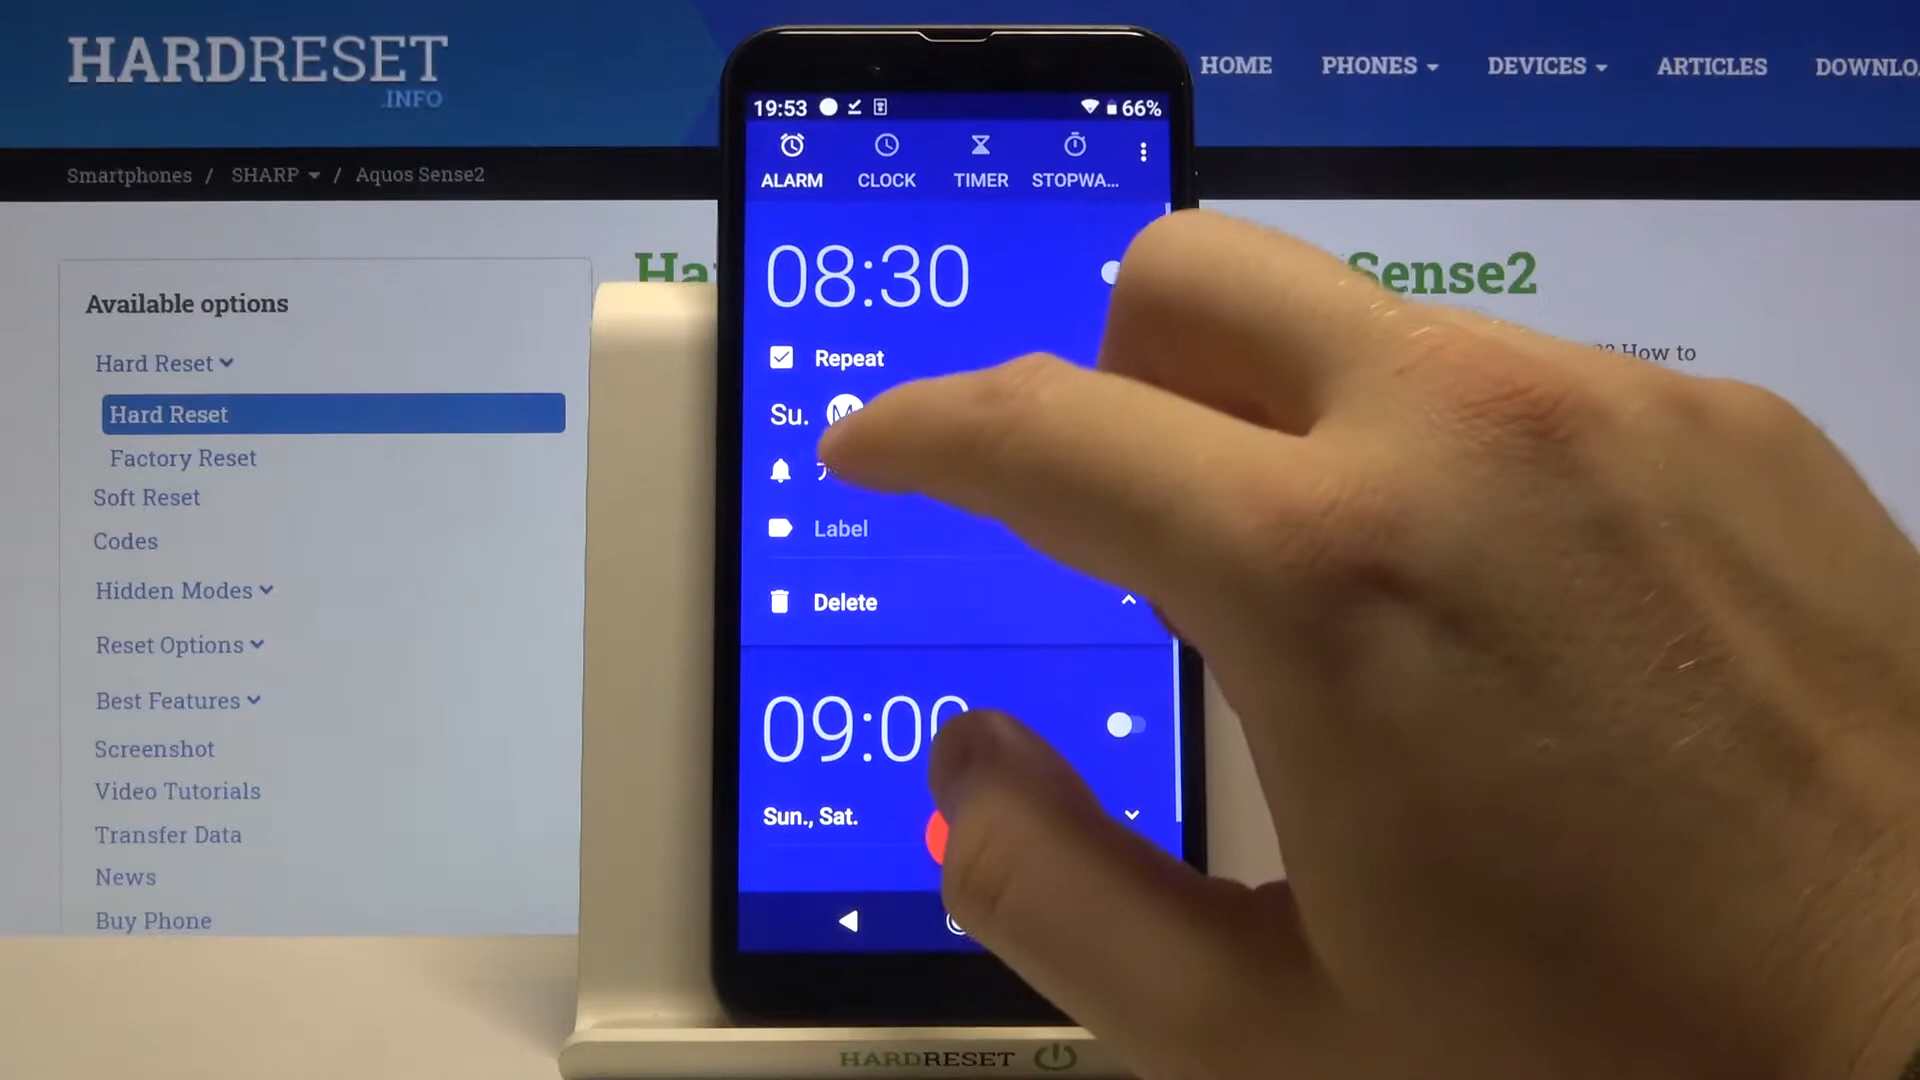 HARDRESET
.INFO
HOME PHONES DEVICES ARTICLES
Smartphones / SHARP / Aquos Sense2
Available options
Hard Reset
Hard Reset
Factory Reset
Soft Reset
Codes
Hidden Modes
Reset Options
Best Features
Screenshot
Video Tutorials
Transfer Data
News
Buy Phone
Sense2
How to
19:53 66%
ALARM CLOCK TIMER STOPWA...
08:30
Repeat
Su. M
Label
Delete
09:00
Sun., Sat.
HARDRESET